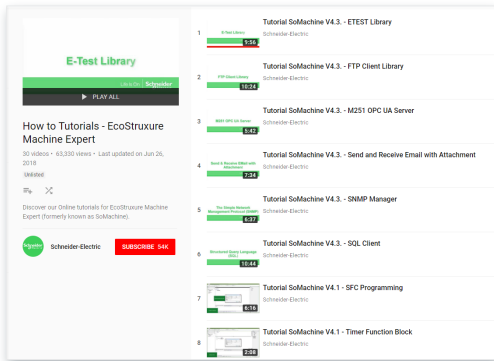 E-Test Library
Life Is On | Schneider
PLAY ALL
How to Tutorials - EcoStruxure
Machine Expert
30 videos • 63,330 views • Last updated on Jun 26,
2018
Unlisted
Discover our Online tutorials for EcoStruxure Machine
Expert (formerly known as SoMachine).
Schneider-Electric
SUBSCRIBE 54K
1
E-Test Library
9:56
Tutorial SoMachine V4.3. - ETEST Library
Schneider-Electric
2
FTP Client Library
10:24
Tutorial SoMachine V4.3. - FTP Client Library
Schneider-Electric
3
M251 OPC UA Server
5:42
Tutorial SoMachine V4.3. - M251 OPC UA Server
Schneider-Electric
4
Send & Receive EMail with
Attachments
7:34
Tutorial SoMachine V4.3. - Send and Receive Email with Attachment
Schneider-Electric
5
The Simple Network
Management Protocol (SNMP)
6:37
Tutorial SoMachine V4.3. - SNMP Manager
Schneider-Electric
6
Structured Query Language
(SQL)
10:44
Tutorial SoMachine V4.3. - SQL Client
Schneider-Electric
7
6:16
Tutorial SoMachine V4.1 - SFC Programming
Schneider-Electric
8
2:08
Tutorial SoMachine V4.1 - Timer Function Block
Schneider-Electric